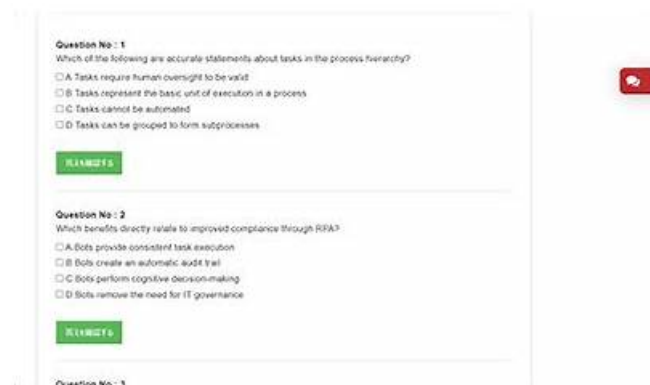 Question No : 1
Which of the following are accurate statements about tasks in the process hierarchy?
A Tasks require human oversight to be valid
B Tasks represent the basic unit of execution in a process
C Tasks cannot be automated
D Tasks can be grouped to form subprocesses
Question No : 2
Which benefits directly relate to improved compliance through RPA?
A Bots provide consistent task execution
B Bots create an automatic audit trail
C Bots perform cognitive decision-making
D Bots remove the need for IT governance
Question No : 3